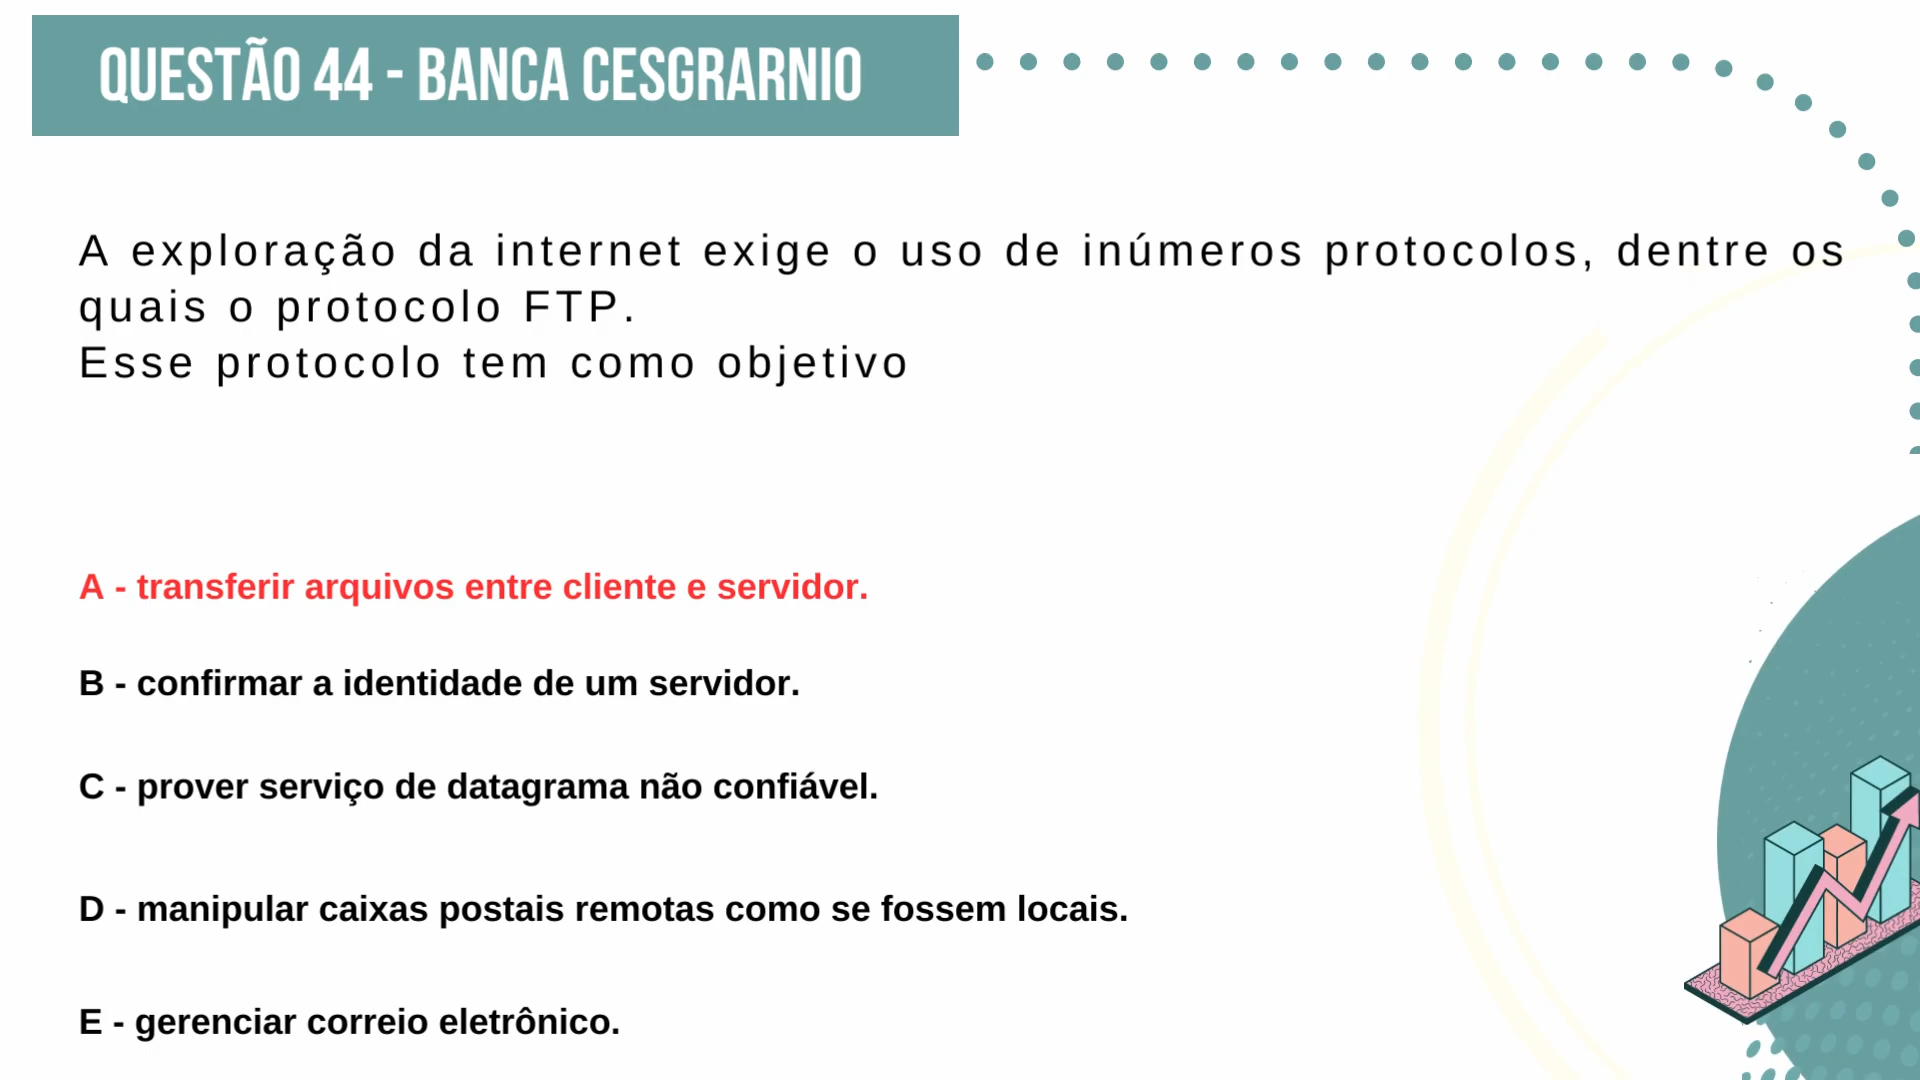 QUESTÃO 44 - BANCA CESGRARNIO
A exploração da internet exige o uso de inúmeros protocolos, dentre os
quais o protocolo FTP.
Esse protocolo tem como objetivo
A - transferir arquivos entre cliente e servidor.
B - confirmar a identidade de um servidor.
C - prover serviço de datagrama não confiável.
D - manipular caixas postais remotas como se fossem locais.
E - gerenciar correio eletrônico.